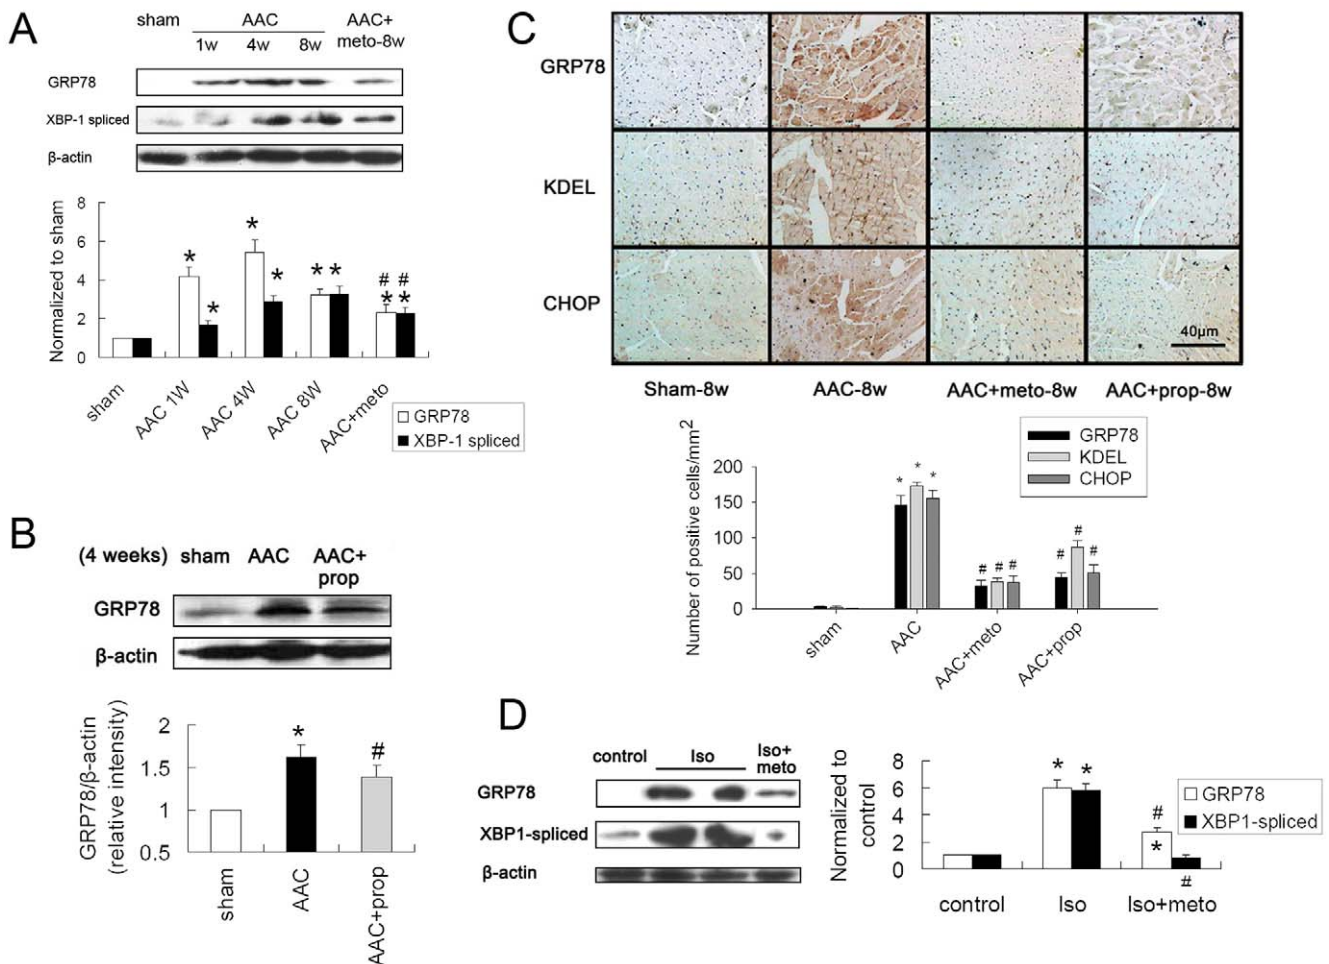 A
sham
AAC
AAC+
meto-8w
1w 4w 8w
GRP78
XBP-1 spliced
β-actin
Normalized to sham
8
6
4
2
0
* * * * * * # * # *
sham
AAC 1W
AAC 4W
AAC 8W
AAC+meto
GRP78
XBP-1 spliced
B
(4 weeks) sham AAC AAC+
prop
GRP78
β-actin
GRP78/β-actin
(relative intensity)
2
1.5
1
0.5
* #
sham
AAC
AAC+prop
C
GRP78
KDEL
CHOP
40μm
Sham-8w AAC-8w AAC+meto-8w AAC+prop-8w
Number of positive cells/mm2
200
150
100
50
0
* * * # # # # # #
sham
AAC
AAC+meto
AAC+prop
GRP78
KDEL
CHOP
D
control Iso Iso+
meto
GRP78
XBP1-spliced
β-actin
Normalized to
control
8
6
4
2
0
* * # * #
control Iso Iso+meto
GRP78
XBP1-spliced